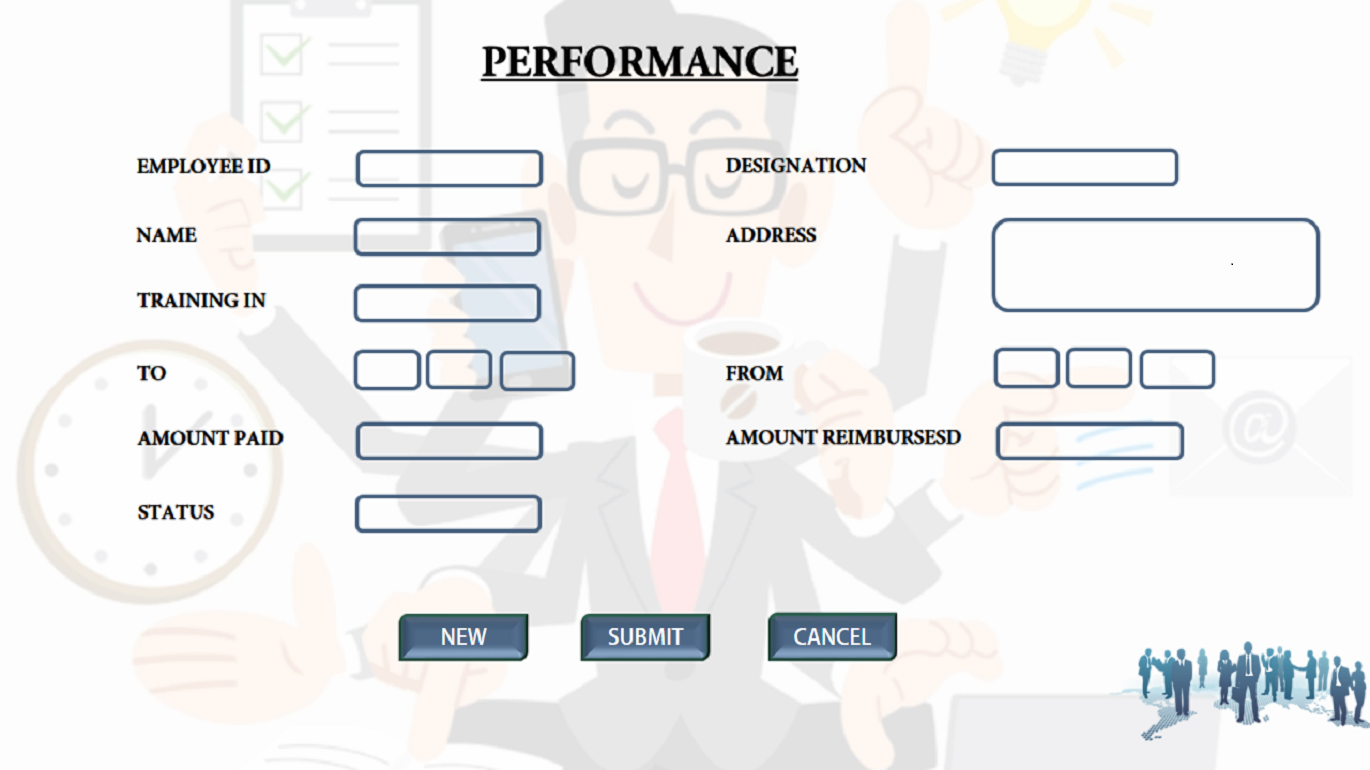 PERFORMANCE
EMPLOYEE ID
DESIGNATION
NAME
ADDRESS
TRAINING IN
TO
FROM
AMOUNT PAID
AMOUNT REIMBURSESD
STATUS
NEW
SUBMIT
CANCEL
@